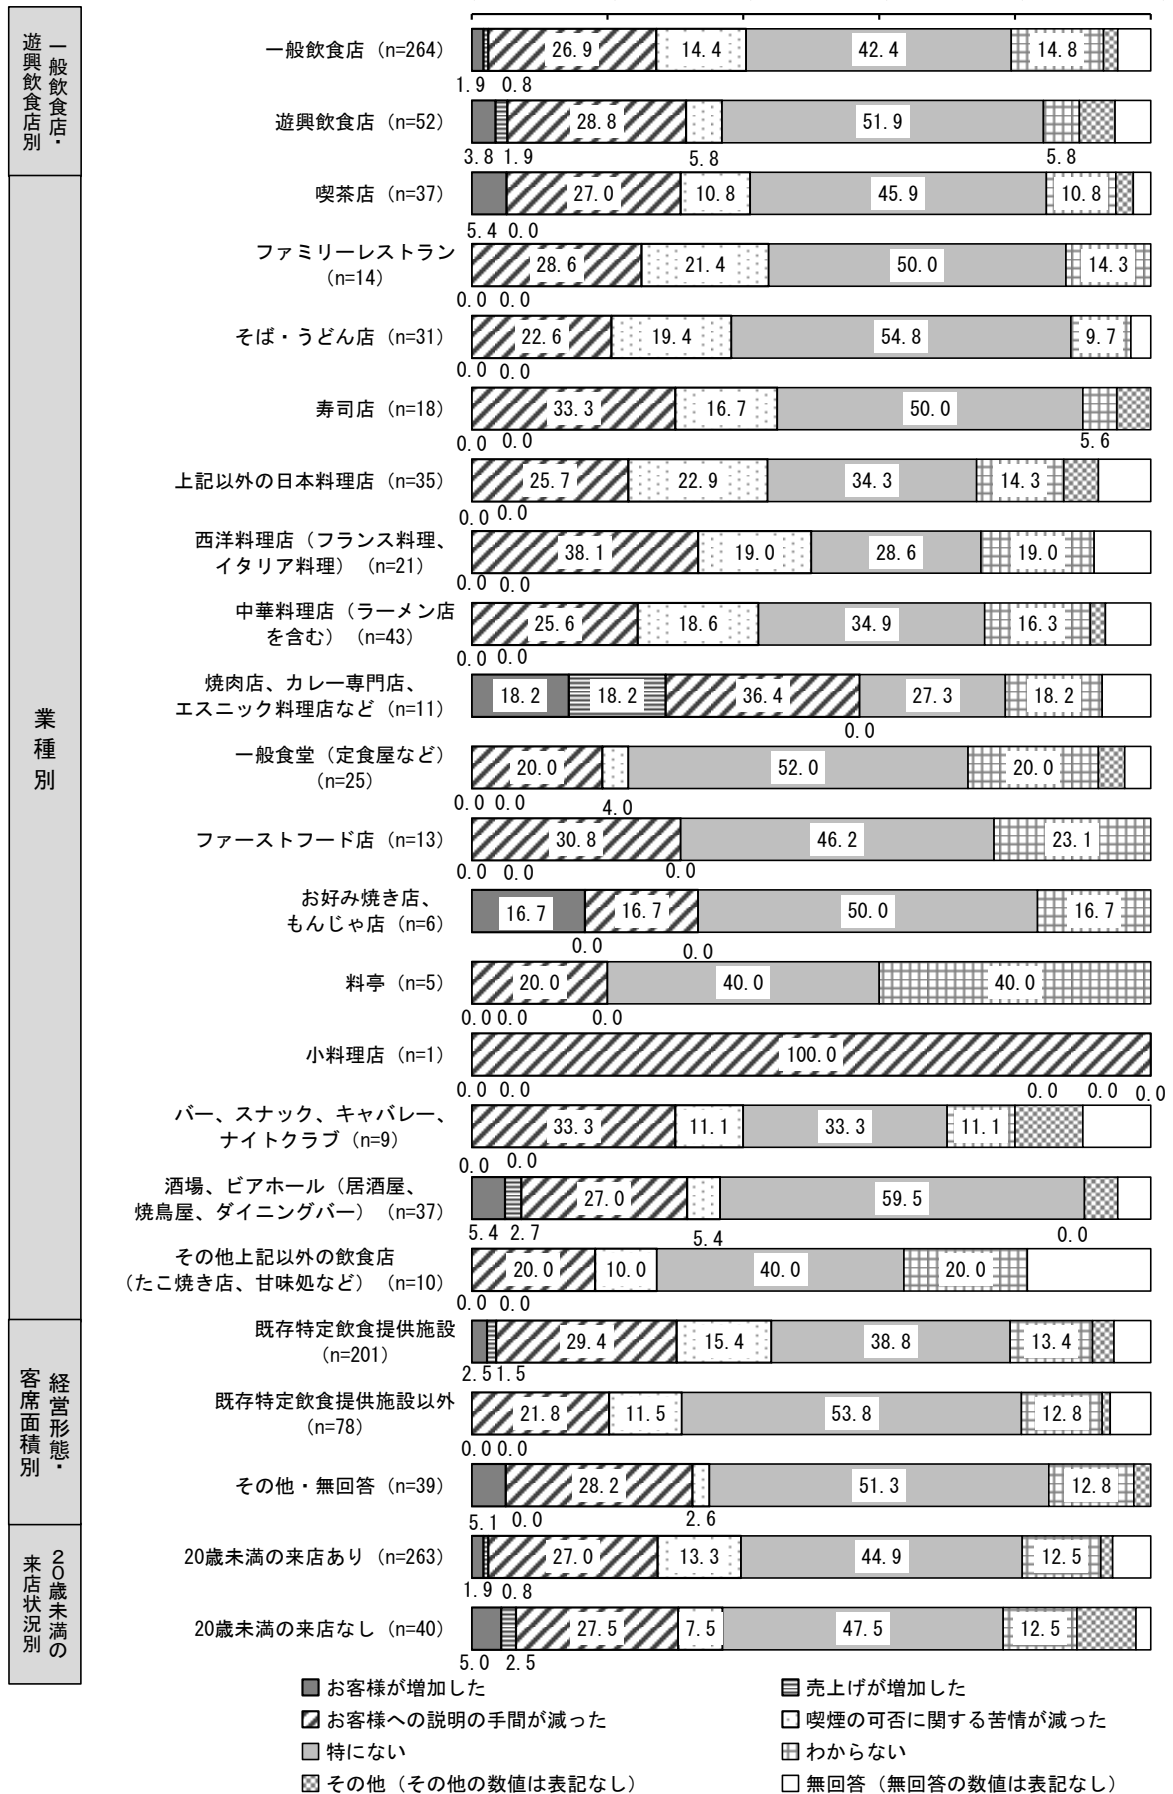 一般飲食店・
遊興飲食店別
一般飲食店（n=264）
26.9 14.4 42.4 14.8
1.9 0.8
遊興飲食店（n=52）
28.8 51.9
3.8 1.9 5.8 5.8
業種別
喫茶店（n=37）
27.0 10.8 45.9 10.8
5.4 0.0
ファミリーレストラン
（n=14）
28.6 21.4 50.0 14.3
0.0 0.0
そば・うどん店（n=31）
22.6 19.4 54.8 9.7
0.0 0.0
寿司店（n=18）
33.3 16.7 50.0
0.0 0.0 5.6
上記以外の日本料理店（n=35）
25.7 22.9 34.3 14.3
0.0 0.0
西洋料理店（フランス料理、
イタリア料理）（n=21）
38.1 19.0 28.6 19.0
0.0 0.0
中華料理店（ラーメン店
を含む）（n=43）
25.6 18.6 34.9 16.3
0.0 0.0
焼肉店、カレー専門店、
エスニック料理店など（n=11）
18.2 18.2 36.4 27.3 18.2
0.0
一般食堂（定食屋など）
（n=25）
20.0 52.0 20.0
0.0 0.0 4.0
ファーストフード店（n=13）
30.8 46.2 23.1
0.0 0.0 0.0
お好み焼き店、
もんじゃ店（n=6）
16.7 16.7 50.0 16.7
0.0 0.0
料亭（n=5）
20.0 40.0 40.0
0.0 0.0 0.0
小料理店（n=1）
100.0
0.0 0.0 0.0 0.0 0.0
バー、スナック、キャバレー、
ナイトクラブ（n=9）
33.3 11.1 33.3 11.1
0.0 0.0
酒場、ビアホール（居酒屋、
焼鳥屋、ダイニングバー）（n=37）
27.0 59.5
5.4 2.7 5.4 0.0
その他上記以外の飲食店
（たこ焼き店、甘味処など）（n=10）
20.0 10.0 40.0 20.0
0.0 0.0
経営形態・
客席面積別
既存特定飲食提供施設
（n=201）
29.4 15.4 38.8 13.4
2.5 1.5
既存特定飲食提供施設以外
（n=78）
21.8 11.5 53.8 12.8
0.0 0.0
その他・無回答（n=39）
28.2 51.3 12.8
5.1 0.0 2.6
２０歳未満の
来店状況別
20歳未満の来店あり（n=263）
27.0 13.3 44.9 12.5
1.9 0.8
20歳未満の来店なし（n=40）
27.5 7.5 47.5 12.5
5.0 2.5
お客様が増加した 売上げが増加した
お客様への説明の手間が減った 喫煙の可否に関する苦情が減った
特にない わからない
その他（その他の数値は表記なし） 無回答（無回答の数値は表記なし）